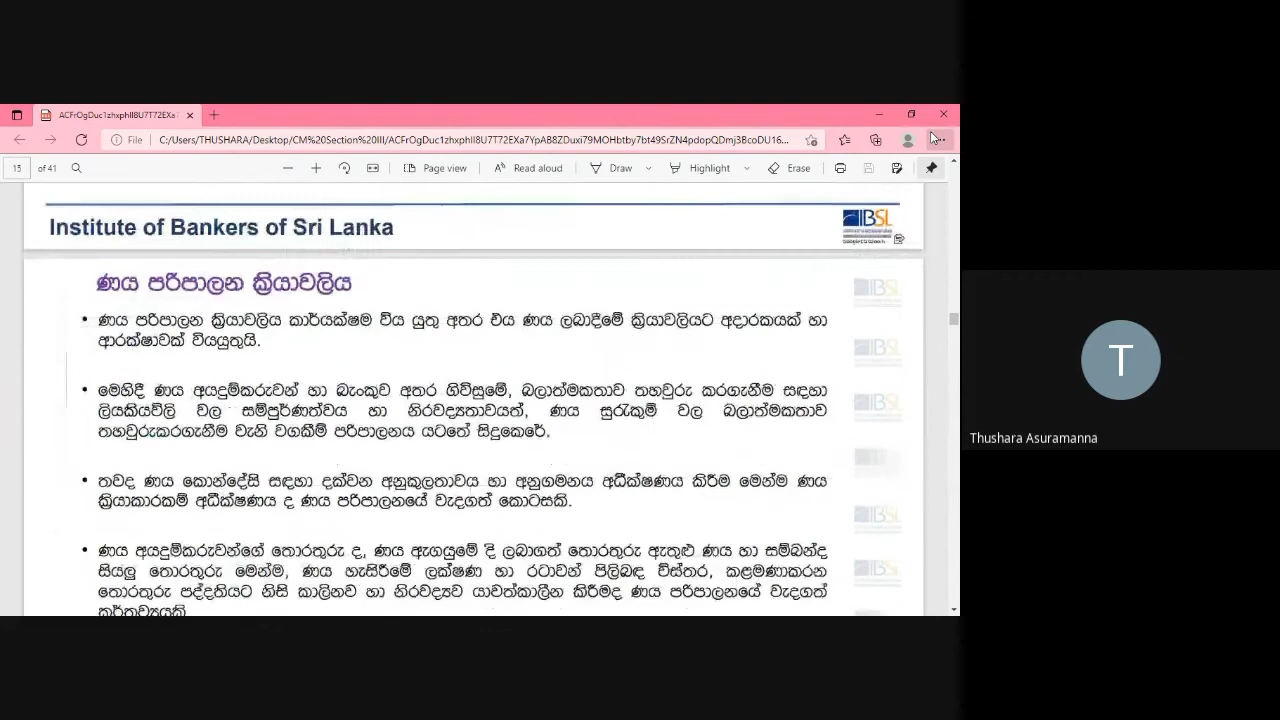 ACFrOgDuc1zhxphlI8U7T72EXa
File
C:/Users/THUSHARA/Desktop/CM%20Section%20III/ACFrOgDuc1zhxphlI8U7T72EXa7YpAB8ZDuxi79MOHbtby7bt49SrZN4pdopQDmj3BcoDU16...
15 of 41
Page view
Read aloud
Draw
Highlight
Erase
Institute of Bankers of Sri Lanka
IBSL
ණය පරිපාලන ක්‍රියාවලිය
• ණය පරිපාලන ක්‍රියාවලිය කාර්යක්ෂම විය යුතු අතර එය ණය ලබාදීමේ ක්‍රියාවලියට අදාරකයක් හා
ආරක්ෂාවක් වියයුතුයි.
• මෙහිදී ණය අයදුම්කරුවන් හා බැංකුව අතර ගිවිසුමේ, බලාත්මකතාව තහවුරු කරගැනීම සඳහා
ලියකියවිලි වල සම්පුර්ණත්වය හා නිරවද්‍යතාවයත්, ණය සුරැකුම් වල බලාත්මකතාව
තහවුරුකරගැනීම වැනි වගකීම් පරිපාලනය යටතේ සිදුකෙරේ.
• තවද ණය කොන්දේසි සඳහා දක්වන අනුකුලතාවය හා අනුගමනය අධීක්ෂණය කිරීම මෙන්ම ණය
ක්‍රියාකාරකම් අධීක්ෂණය ද ණය පරිපාලනයේ වැදගත් කොටසකි.
• ණය අයදුම්කරුවන්ගේ තොරතුරු ද, ණය ඇගයුමේ දි ලබාගත් තොරතුරු ඇතුළු ණය හා සම්බන්ද
සියලු තොරතුරු මෙන්ම, ණය හැසිරීමේ ලක්ෂණ හා රටාවන් පිලිබඳ විස්තර, කළමණාකරන
තොරතුරු පද්දතියට නිසි කාලිනව හා නිරවද්‍යව යාවත්කාලීන කිරීමද ණය පරිපාලනයේ වැදගත්
කර්තව්‍යයකි
T
Thushara Asuramanna